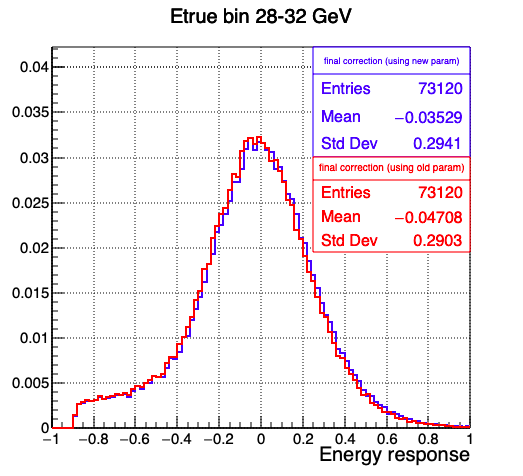 Etrue bin 28-32 GeV
final correction (using new param)
Entries 73120
Mean −0.03529
Std Dev 0.2941
final correction (using old param)
Entries 73120
Mean −0.04708
Std Dev 0.2903
0.04
0.035
0.03
0.025
0.02
0.015
0.01
0.005
0
−1 −0.8 −0.6 −0.4 −0.2 0 0.2 0.4 0.6 0.8 1
Energy response